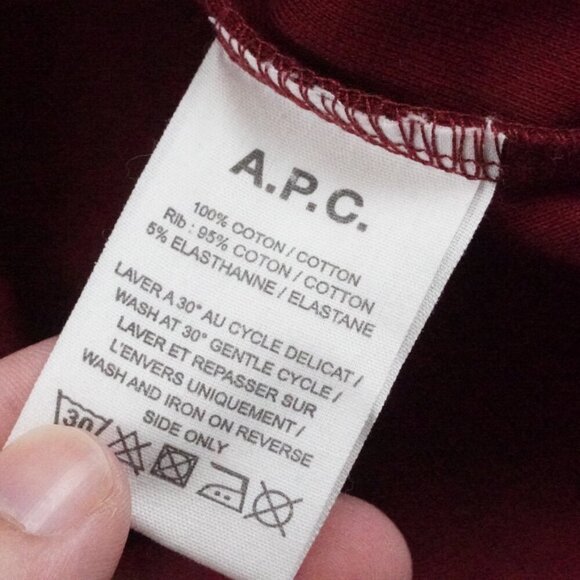 A.P.C.
100% COTON / COTTON
Rib : 95% COTON / COTTON
5% ELASTHANNE / ELASTANE
LAVER A 30° AU CYCLE DELICAT /
WASH AT 30° GENTLE CYCLE /
LAVER ET REPASSER SUR
L'ENVERS UNIQUEMENT /
WASH AND IRON ON REVERSE
SIDE ONLY
30